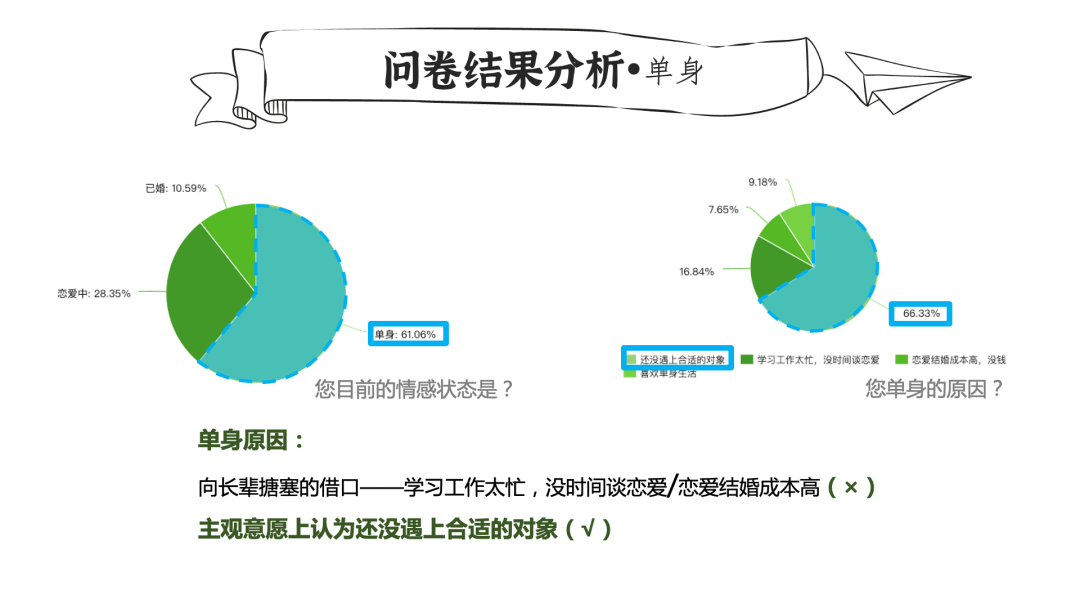 问卷结果分析•单身
已婚: 10.59%
恋爱中: 28.35%
单身: 61.06%
您目前的情感状态是？
9.18%
7.65%
16.84%
66.33%
还没遇上合适的对象 学习工作太忙，没时间谈恋爱 恋爱结婚成本高，没钱
喜欢单身生活
您单身的原因？
单身原因：
向长辈搪塞的借口——学习工作太忙，没时间谈恋爱/恋爱结婚成本高（×）
主观意愿上认为还没遇上合适的对象（√）